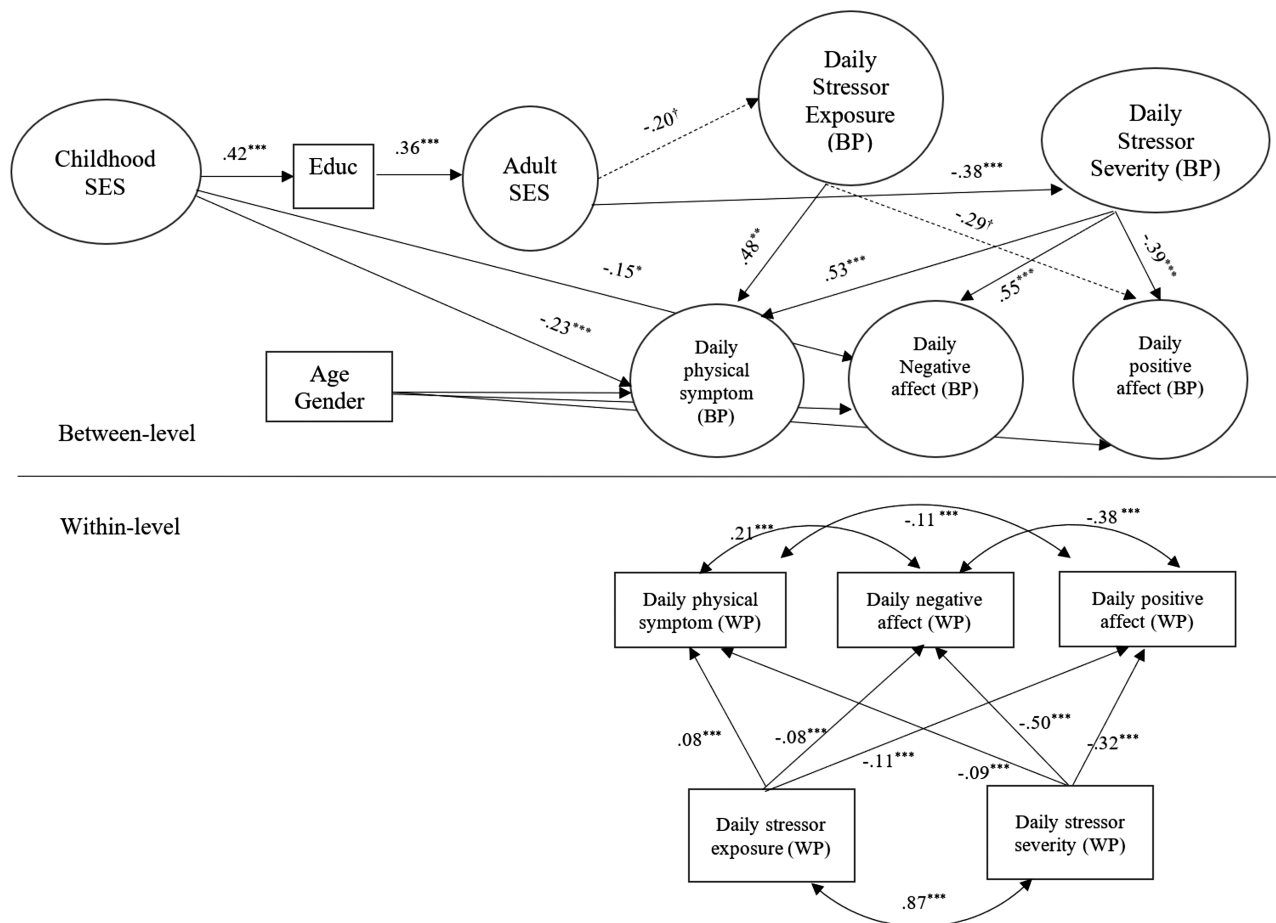 Daily
Stressor
Exposure
(BP)
Daily
Stressor
Severity (BP)
Childhood
SES
.42***
Educ
.36***
Adult
SES
-.20†
-.38***
-.29†
.48**
.53***
.55***
-.39***
-.15*
-.23***
Age
Gender
Daily
physical
symptom
(BP)
Daily
Negative
affect (BP)
Daily
positive
affect (BP)
Between-level
Within-level
.21***
-.11 ***
-.38 ***
Daily physical
symptom (WP)
Daily negative
affect (WP)
Daily positive
affect (WP)
.08***
-.08***
-.11***
-.09***
-.50***
-.32***
Daily stressor
exposure (WP)
Daily stressor
severity (WP)
.87***